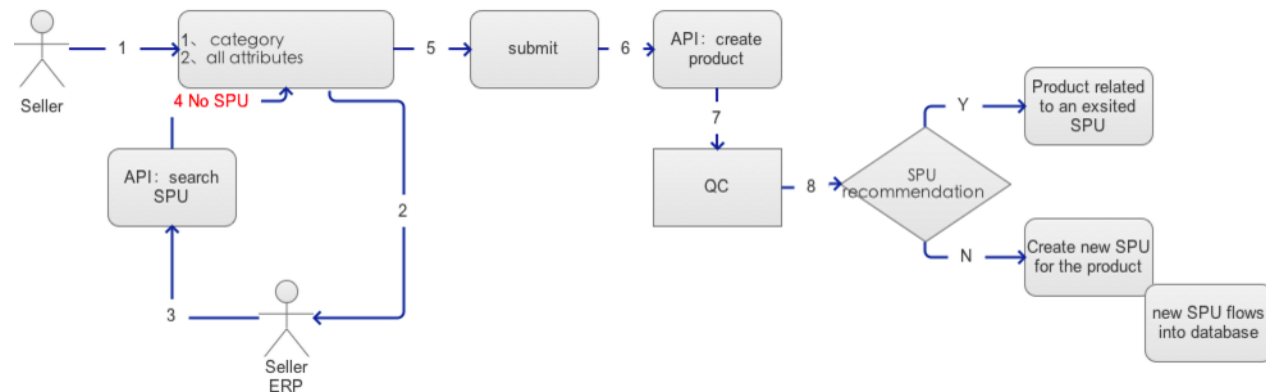 Seller
1
1、 category
2、all attributes
5
submit
6
API：create
product
4 No SPU
API：search
SPU
2
3
Seller
ERP
7
QC
8
SPU
recommendation
Y
Product related
to an exsited
SPU
N
Create new SPU
for the product
new SPU flows
into database